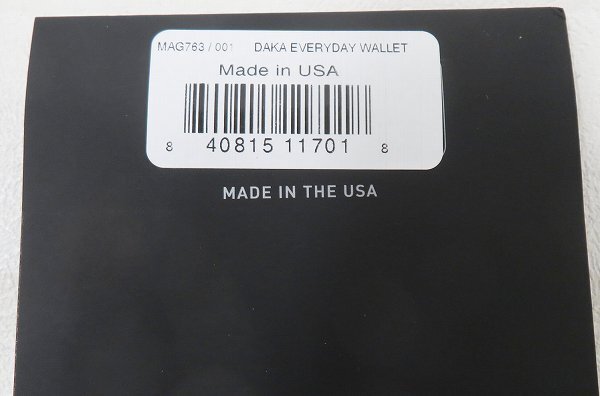 MAG763 / 001 DAKA EVERYDAY WALLET
Made in USA
8 40815 11701 8
MADE IN THE USA